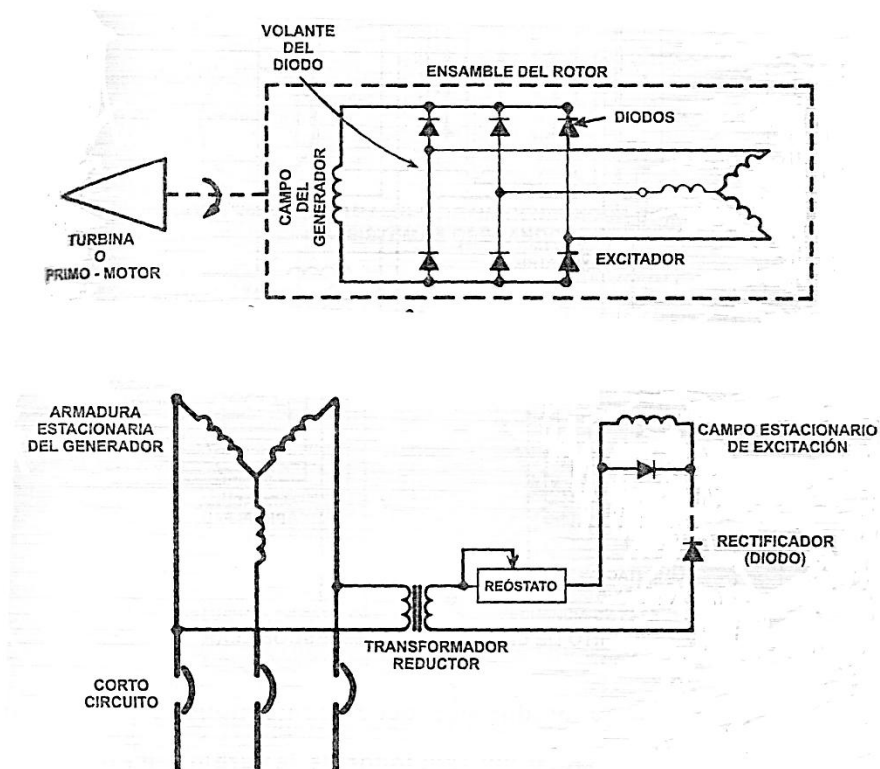 VOLANTE
DEL
DIODO
ENSAMBLE DEL ROTOR
DIODOS
CAMPO
DEL
GENERADOR
TURBINA
O
PRIMO - MOTOR
EXCITADOR
ARMADURA
ESTACIONARIA
DEL GENERADOR
CAMPO ESTACIONARIO
DE EXCITACIÓN
RECTIFICADOR
(DIODO)
REÓSTATO
TRANSFORMADOR
REDUCTOR
CORTO
CIRCUITO